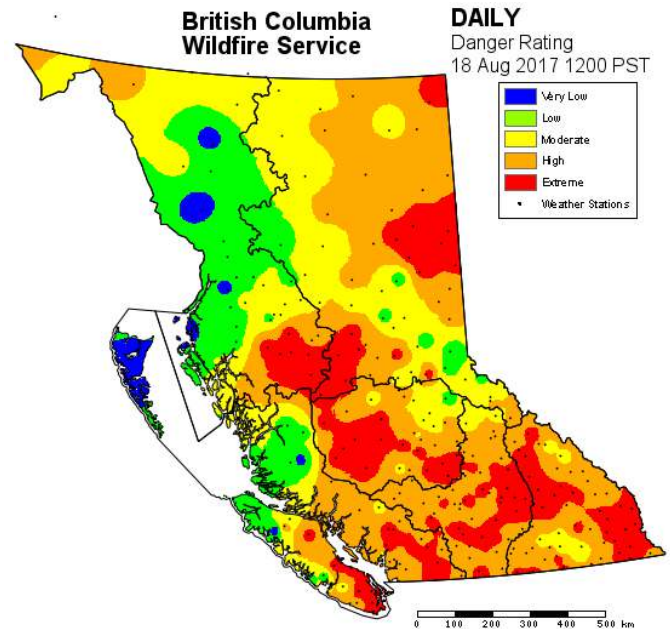 British Columbia
Wildfire Service
DAILY
Danger Rating
18 Aug 2017 1200 PST
Very Low
Low
Moderate
High
Extreme
Weather Stations
0 100 200 300 400 500 km